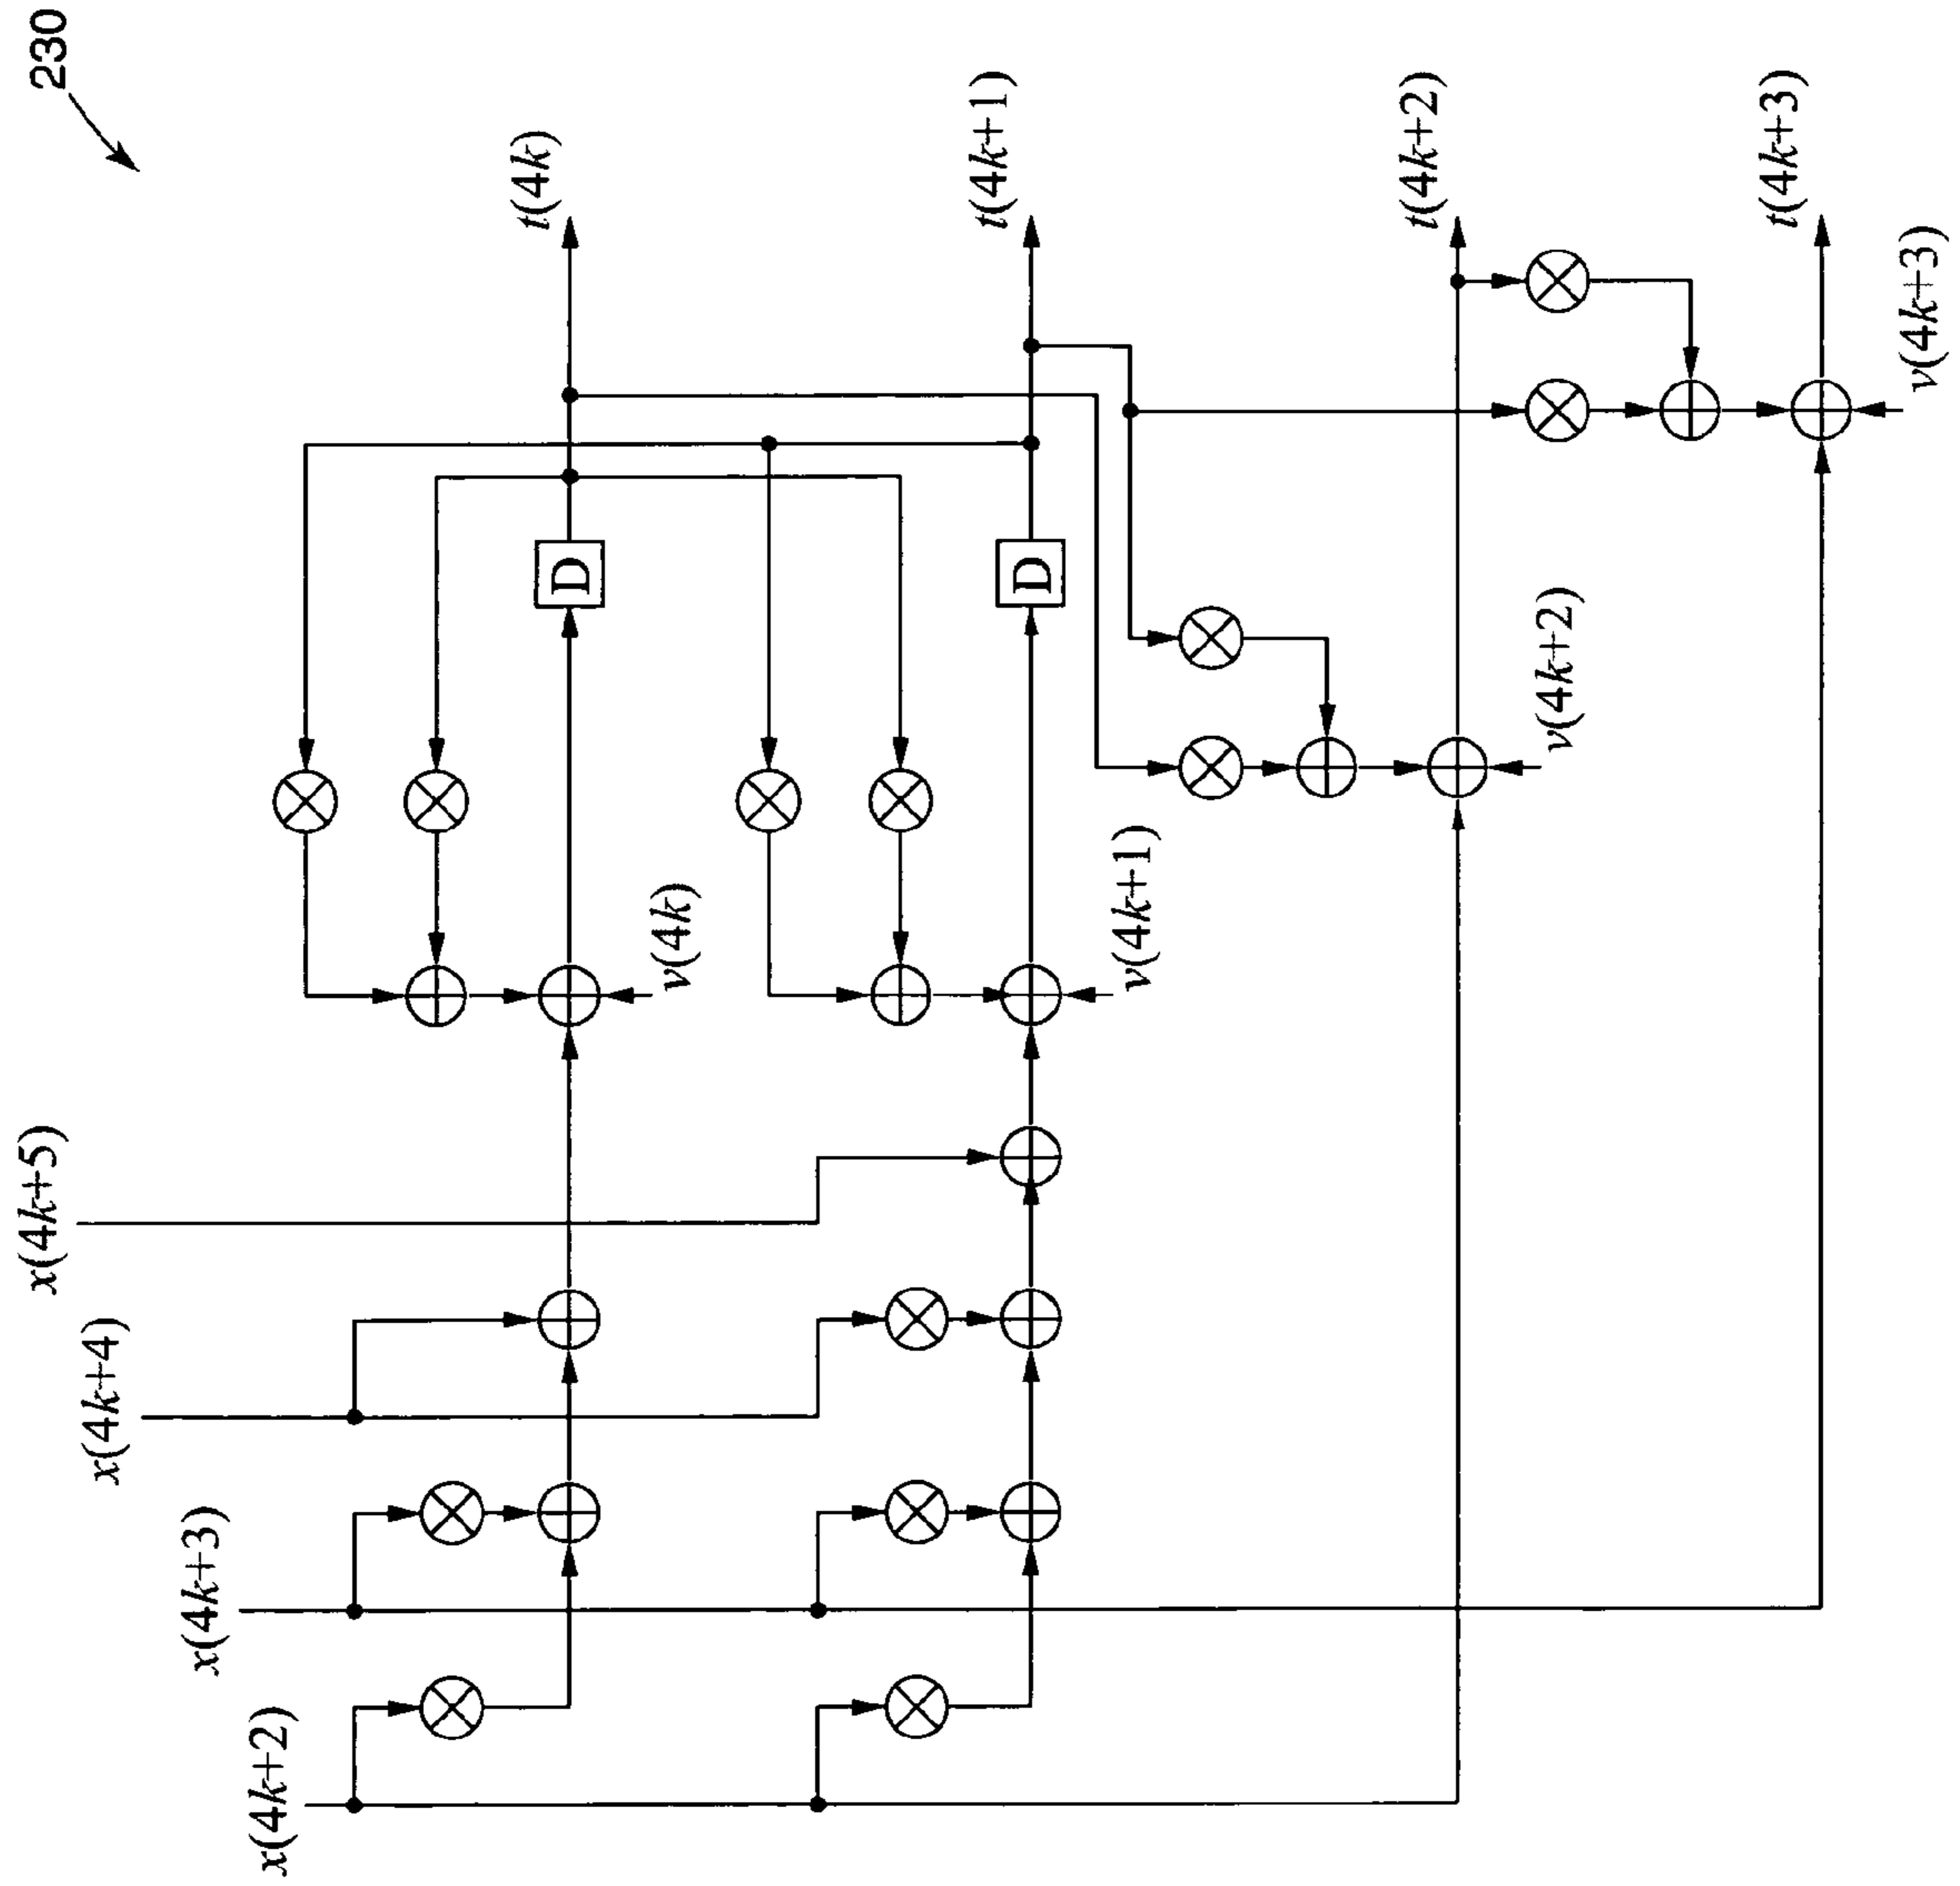 230
x(4k+2)
x(4k+3)
x(4k+4)
x(4k+5)
t(4k)
D
v(4k)
t(4k+1)
D
v(4k+1)
t(4k+2)
v(4k+2)
t(4k+3)
v(4k+3)